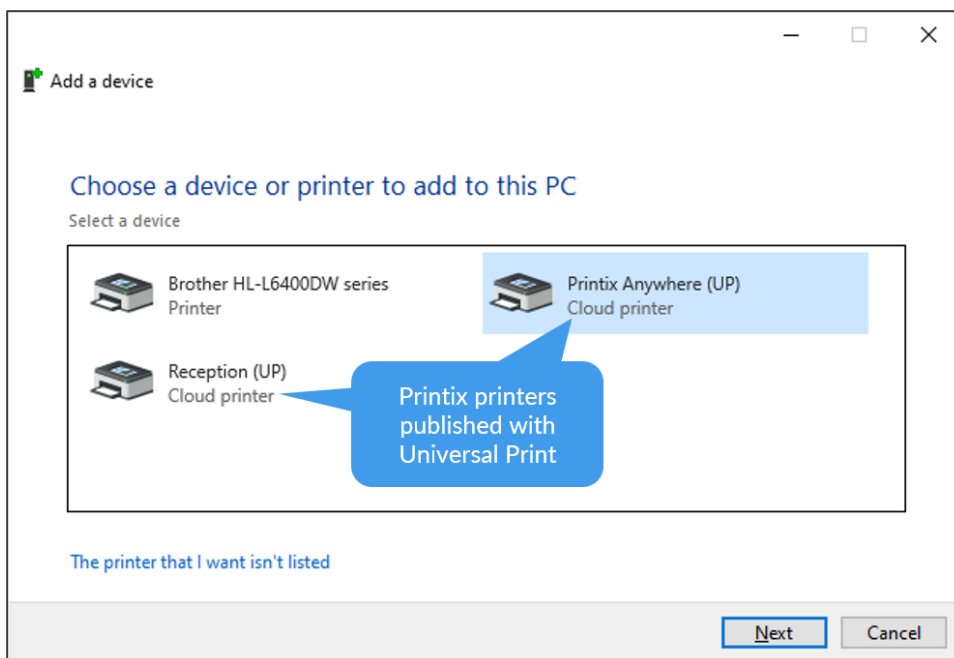 Add a device
Choose a device or printer to add to this PC
Select a device
Brother HL-L6400DW series
Printer
Printix Anywhere (UP)
Cloud printer
Reception (UP)
Cloud printer
Printix printers
published with
Universal Print
The printer that I want isn't listed
Next
Cancel